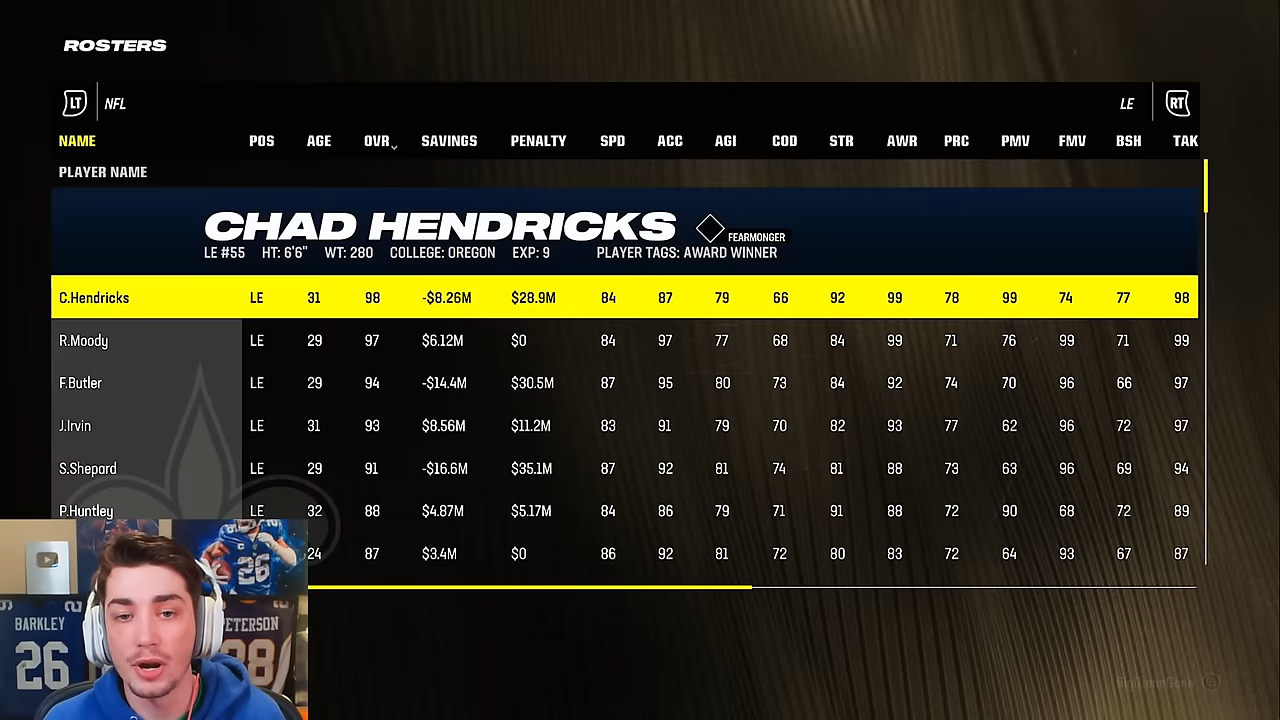 ROSTERS
LT NFL LE RT
NAME POS AGE OVR SAVINGS PENALTY SPD ACC AGI COD STR AWR PRC PMV FMV BSH TAK
PLAYER NAME
CHAD HENDRICKS FEARMONGER
LE #55 HT: 6'6" WT: 280 COLLEGE: OREGON EXP: 9 PLAYER TAGS: AWARD WINNER
C.Hendricks LE 31 98 -$8.26M $28.9M 84 87 79 66 92 99 78 99 74 77 98
R.Moody LE 29 97 $6.12M $0 84 97 77 68 84 99 71 76 99 71 99
F.Butler LE 29 94 -$14.4M $30.5M 87 95 80 73 84 92 74 70 96 66 97
J.Irvin LE 31 93 $8.56M $11.2M 83 91 79 70 82 93 77 62 96 72 97
S.Shepard LE 29 91 -$16.6M $35.1M 87 92 81 74 81 88 73 63 96 69 94
P.Huntley LE 32 88 $4.87M $5.17M 84 86 79 71 91 88 72 90 68 72 89
24 87 $3.4M $0 86 92 81 72 80 83 72 64 93 67 87
26
BARKLEY
26
PETERSON
28